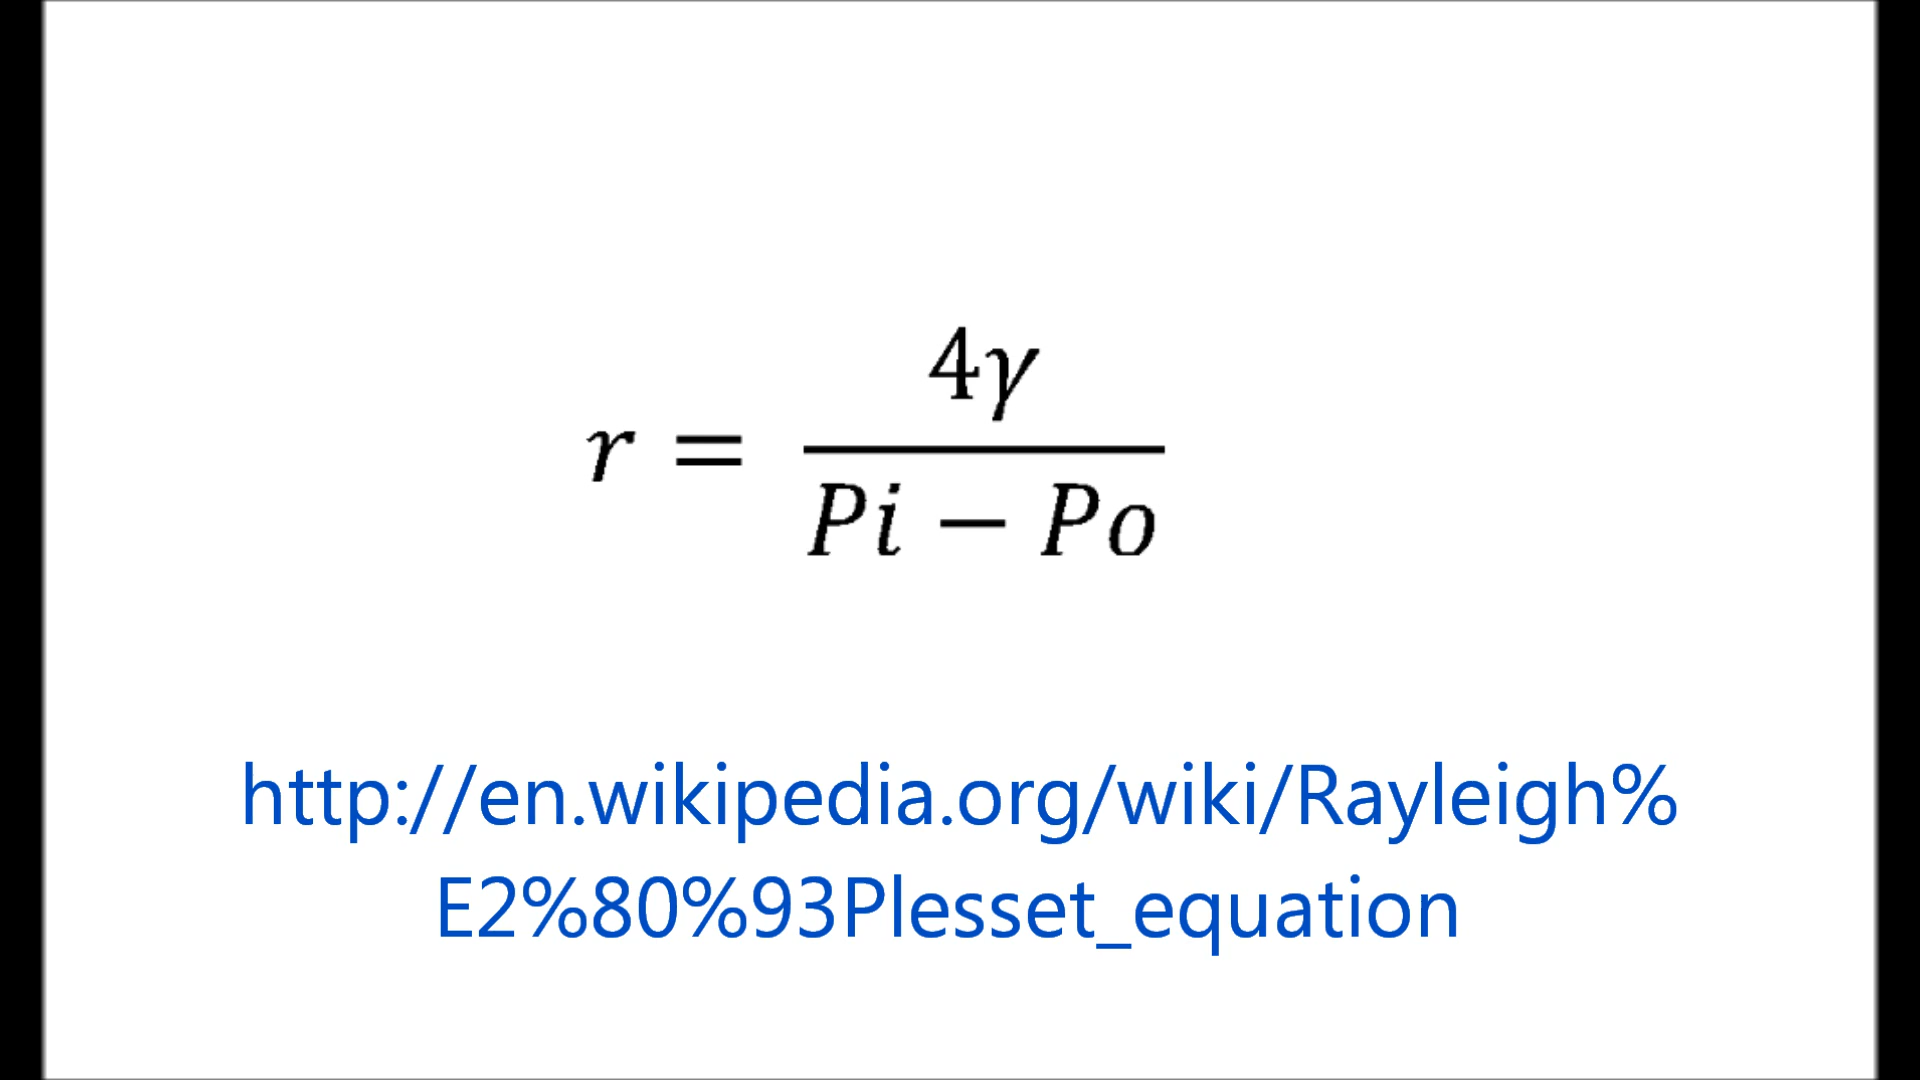 r = 4γ / Pi − Po
http://en.wikipedia.org/wiki/Rayleigh%
E2%80%93Plesset_equation